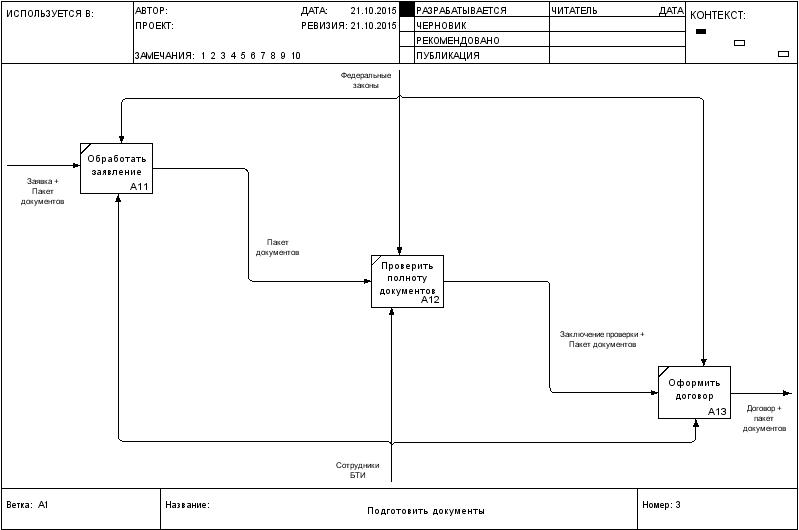 ИСПОЛЬЗУЕТСЯ В:
АВТОР:
ДАТА: 21.10.2015
ПРОЕКТ:
РЕВИЗИЯ: 21.10.2015
ЗАМЕЧАНИЯ: 1 2 3 4 5 6 7 8 9 10
РАЗРАБАТЫВАЕТСЯ
ЧЕРНОВИК
РЕКОМЕНДОВАНО
ПУБЛИКАЦИЯ
ЧИТАТЕЛЬ
ДАТА
КОНТЕКСТ:
Федеральные
законы
Обработать
заявление
A11
Заявка +
Пакет
документов
Пакет
документов
Проверить
полноту
документов
A12
Заключение проверки +
Пакет документов
Оформить
договор
A13
Договор +
пакет
документов
Сотрудники
БТИ
Ветка: A1
Название:
Подготовить документы
Номер: 3